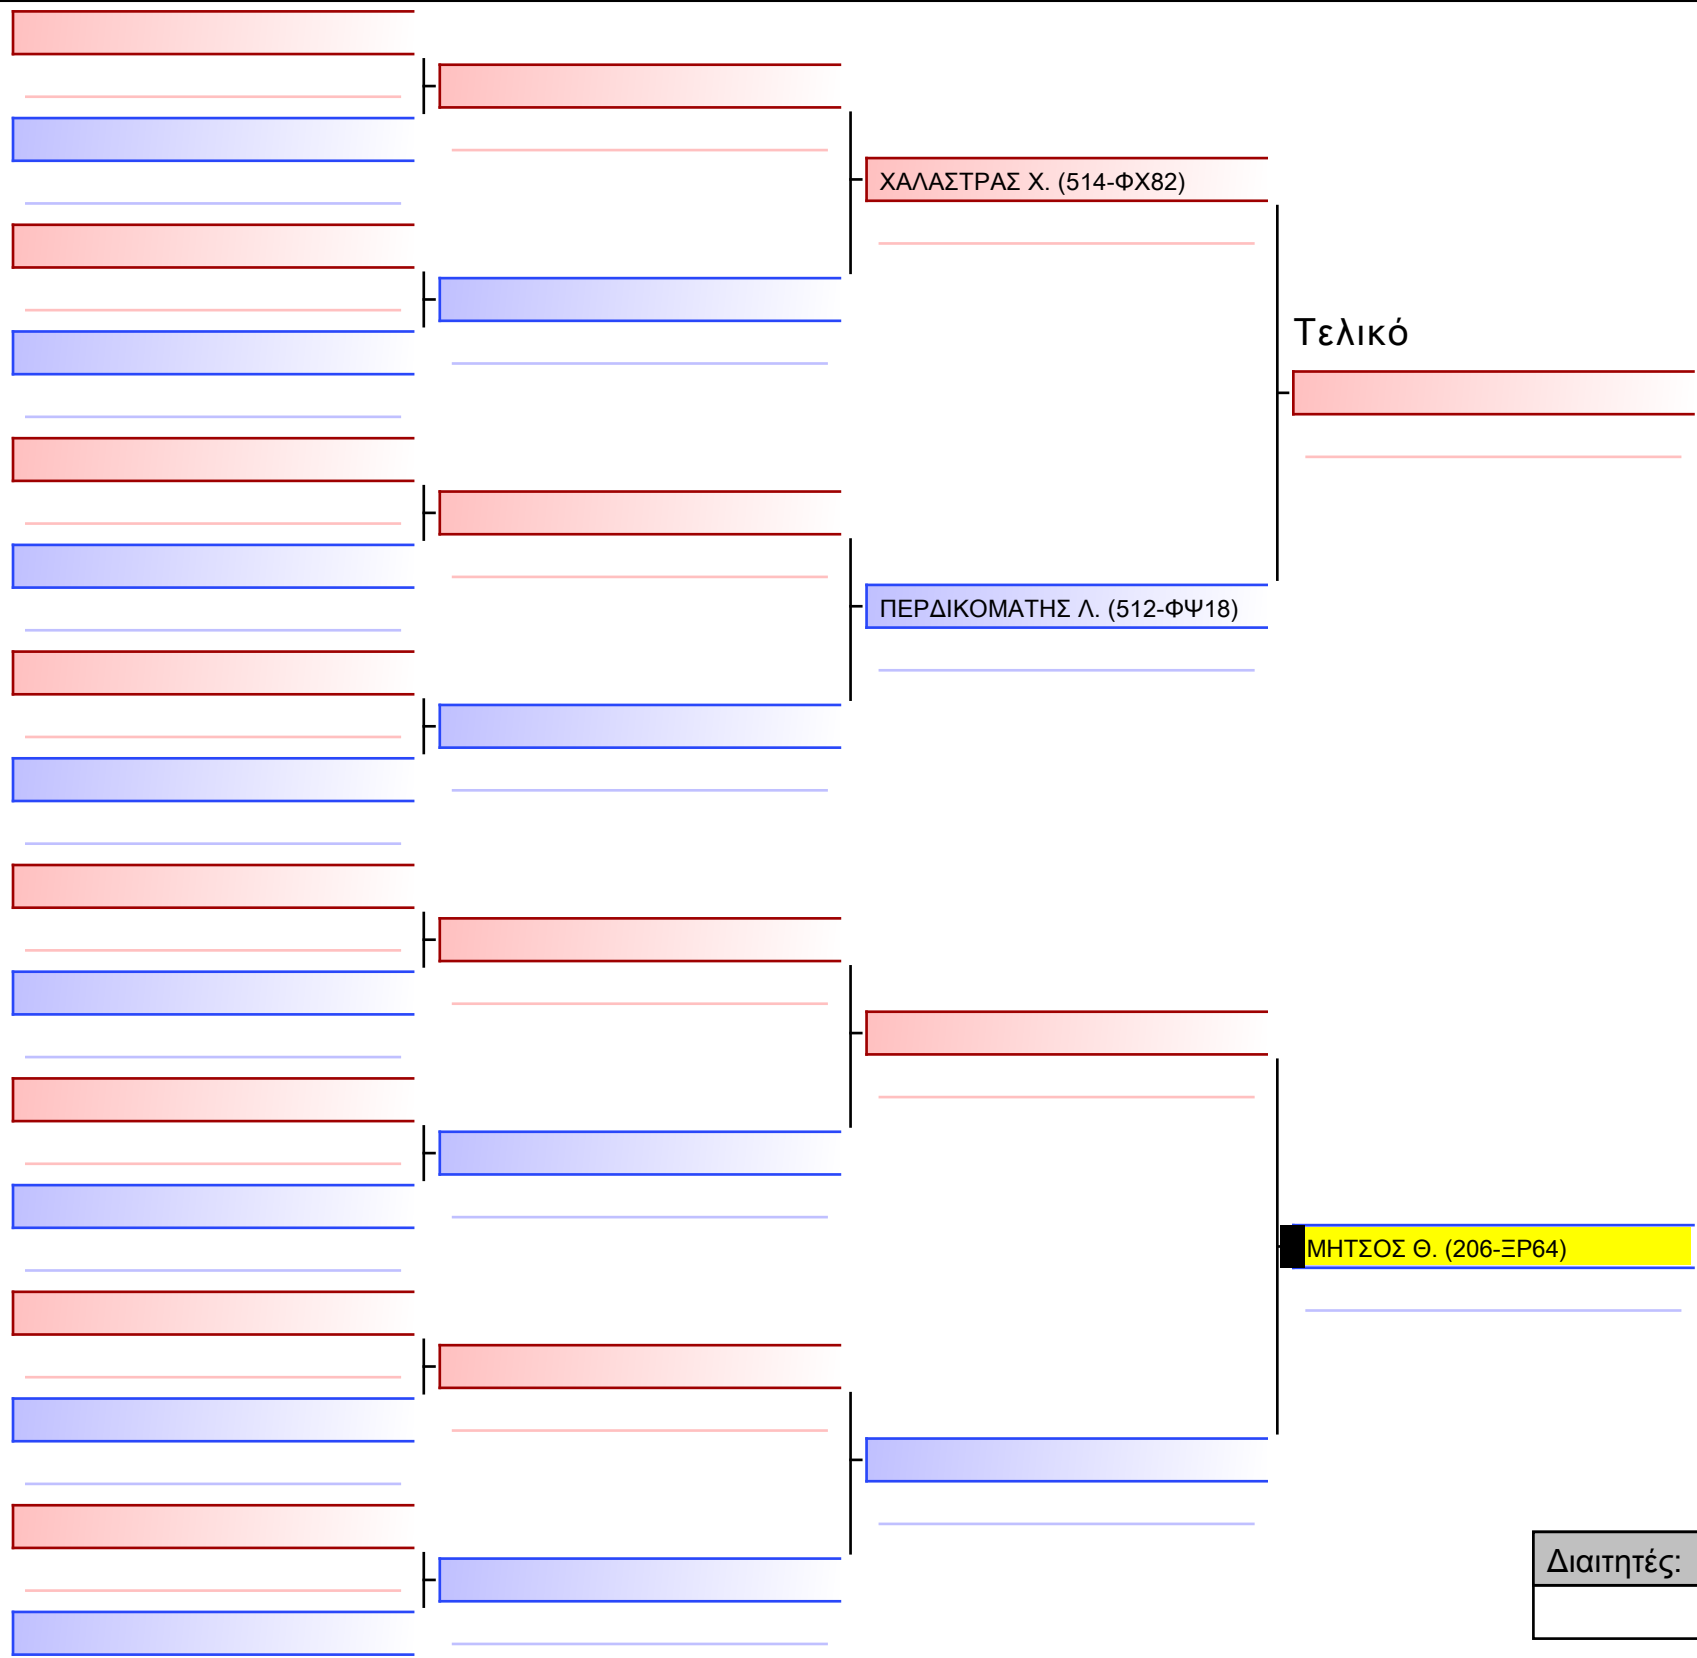 ΧΑΛΑΣΤΡΑΣ Χ. (514-ΦΧ82)
Τελικό
ΠΕΡΔΙΚΟΜΑΤΗΣ Λ. (512-ΦΨ18)
ΜΗΤΣΟΣ Θ. (206-ΞΡ64)
Διαιτητές: